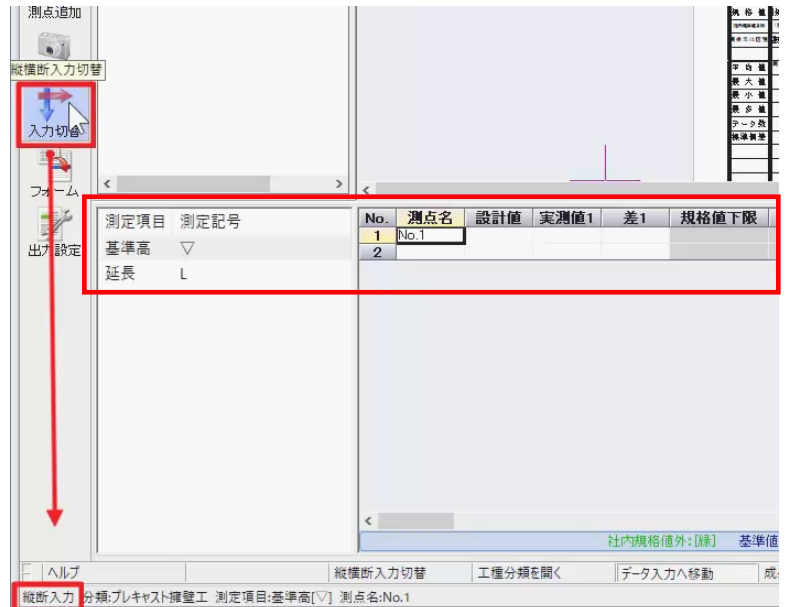 測点追加
縦横断入力切替
入力切替
フォーム
出力設定
測定項目 測定記号
基準高 ▽
延長 L
No. 測点名 設計値 実測値1 差1 規格値下限
1 No.1
2
平均値
最大値
最小値
最多値
データ数
標準偏差
社内規格値外:[緑] 基準値
ヘルプ 縦横断入力切替 工種分類を開く データ入力へ移動 成
縦断入力 分類:プレキャスト擁壁工 測定項目:基準高[▽] 測点名:No.1